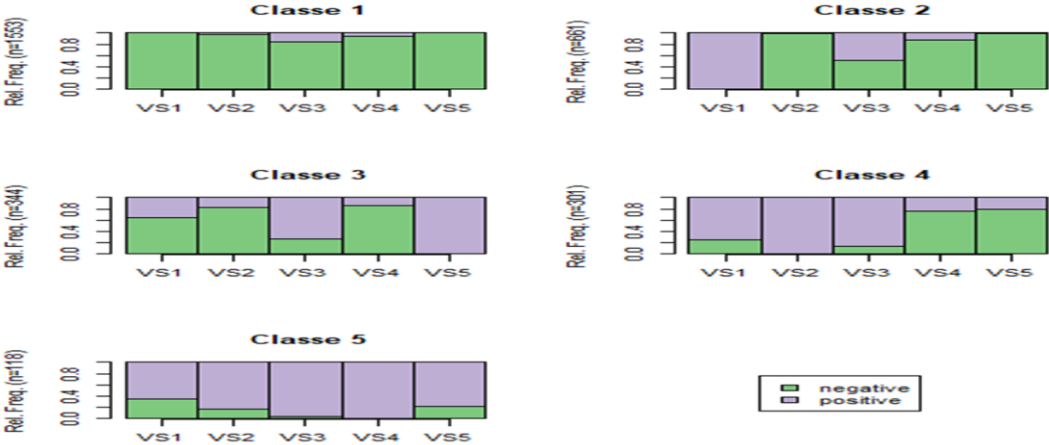 Classe 1
Rel. Freq. (n=1553)
0.0 0.4 0.8
VS1 VS2 VS3 VS4 VS5
Classe 2
Rel. Freq. (n=661)
0.0 0.4 0.8
VS1 VS2 VS3 VS4 VS5
Classe 3
Rel. Freq. (n=344)
0.0 0.4 0.8
VS1 VS2 VS3 VS4 VS5
Classe 4
Rel. Freq. (n=301)
0.0 0.4 0.8
VS1 VS2 VS3 VS4 VS5
Classe 5
Rel. Freq. (n=118)
0.0 0.4 0.8
VS1 VS2 VS3 VS4 VS5
negative
positive